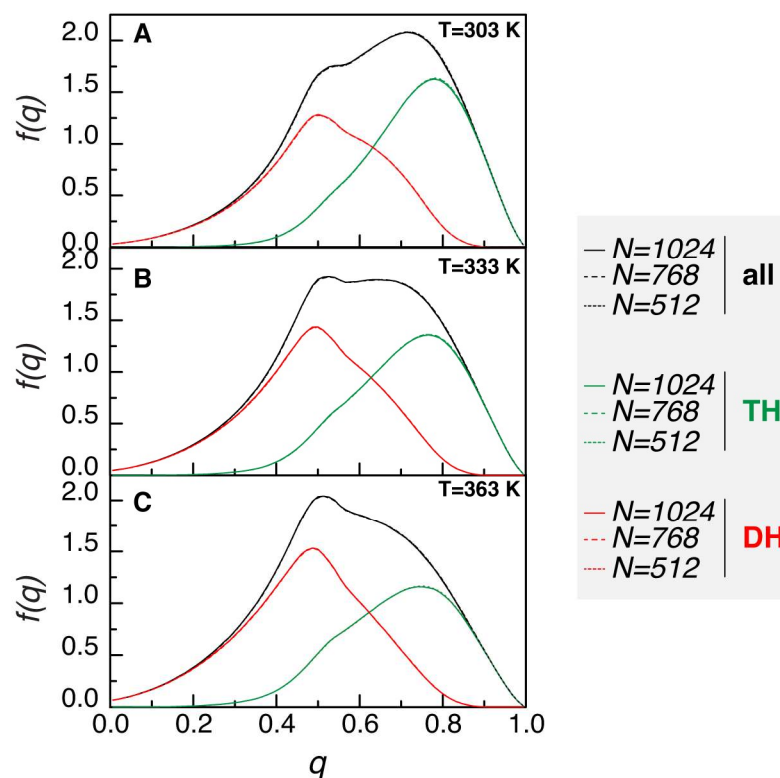 A
T=303 K
2.0
1.5
1.0
0.5
0.0
f(q)
B
T=333 K
2.0
1.5
1.0
0.5
0.0
f(q)
C
T=363 K
2.0
1.5
1.0
0.5
0.0
f(q)
0.0 0.2 0.4 0.6 0.8 1.0
q
N=1024
N=768
N=512
all
N=1024
N=768
N=512
TH
N=1024
N=768
N=512
DH